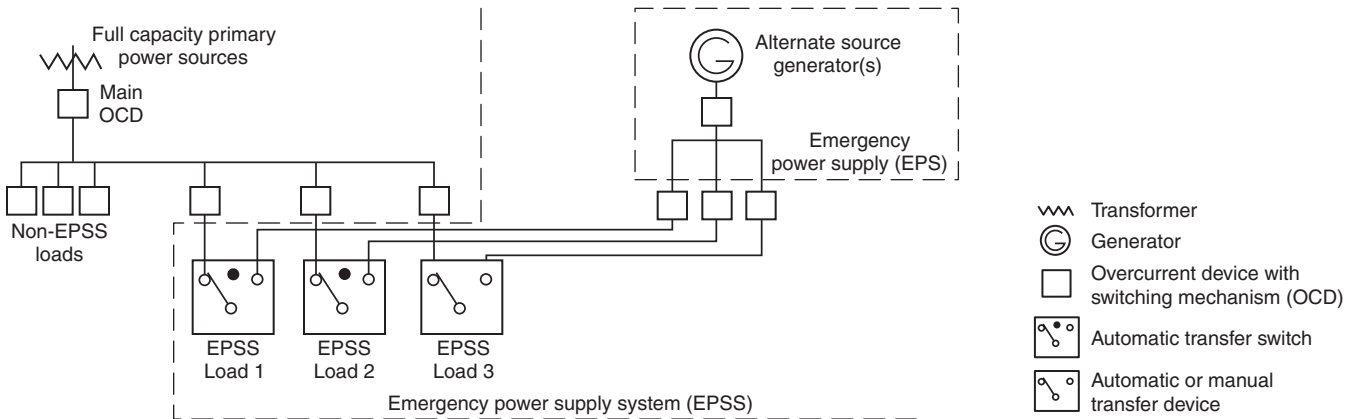 Full capacity primary
power sources
Main
OCD
Non-EPSS
loads
Alternate source
generator(s)
G
Emergency
power supply (EPS)
EPSS
Load 1
EPSS
Load 2
EPSS
Load 3
Emergency power supply system (EPSS)
Transformer
G
Generator
Overcurrent device with
switching mechanism (OCD)
Automatic transfer switch
Automatic or manual
transfer device